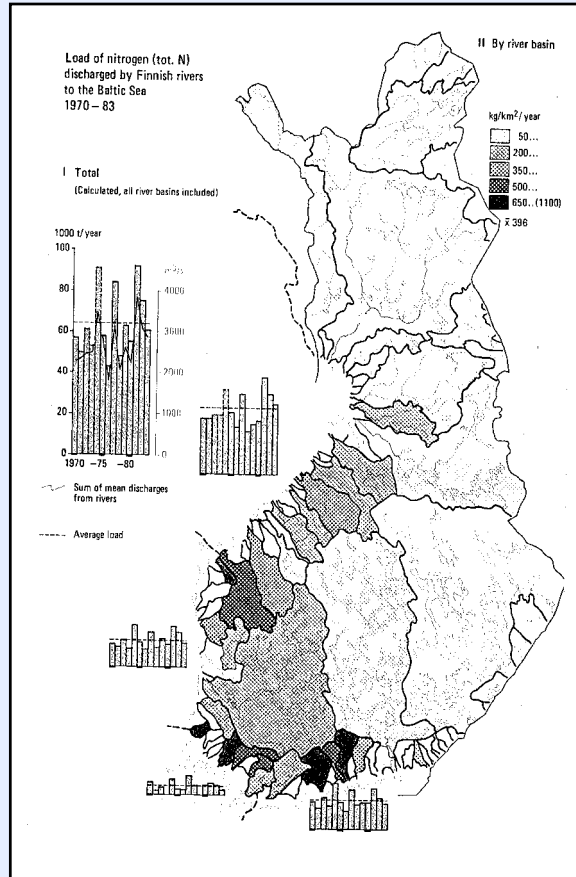 Load of nitrogen (tot. N)
discharged by Finnish rivers
to the Baltic Sea
1970 – 83
I Total
(Calculated, all river basins included)
1000 t/year
100
80
60
40
20
0
4000
3000
2000
1000
0
1970 –75 –80
Sum of mean discharges
from rivers
Average load
II By river basin
kg/km²/year
50...
200...
350...
500...
650..(1100)
x̄ 396